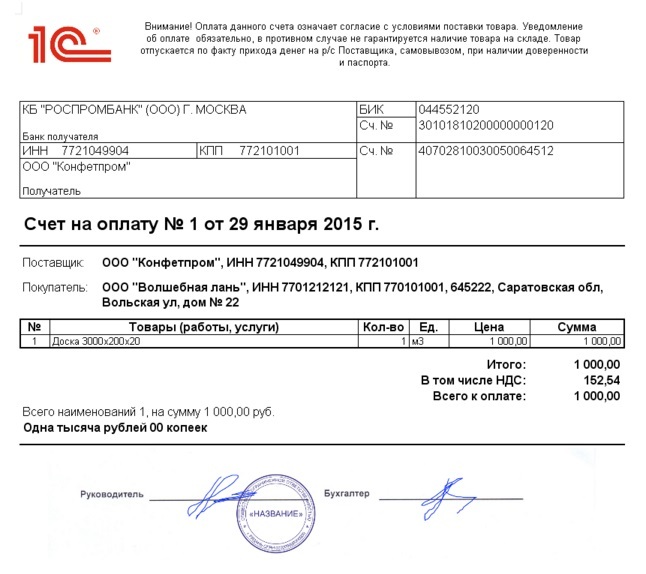 1С®
Внимание! Оплата данного счета означает согласие с условиями поставки товара. Уведомление
об оплате обязательно, в противном случае не гарантируется наличие товара на складе. Товар
отпускается по факту прихода денег на р/с Поставщика, самовывозом, при наличии доверенности
и паспорта.
КБ "РОСПРОМБАНК" (ООО) Г. МОСКВА БИК 044552120
Сч. № 30101810200000000120
Банк получателя
ИНН 7721049904 КПП 772101001 Сч. № 40702810030050064512
ООО "Конфетпром"
Получатель
Счет на оплату № 1 от 29 января 2015 г.
Поставщик: ООО "Конфетпром", ИНН 7721049904, КПП 772101001
Покупатель: ООО "Волшебная лань", ИНН 7701212121, КПП 770101001, 645222, Саратовская обл,
Вольская ул, дом № 22
№ Товары (работы, услуги) Кол-во Ед. Цена Сумма
1 Доска 3000х200х20 1 м3 1 000,00 1 000,00
Итого: 1 000,00
В том числе НДС: 152,54
Всего к оплате: 1 000,00
Всего наименований 1, на сумму 1 000,00 руб.
Одна тысяча рублей 00 копеек
Руководитель Бухгалтер
«НАЗВАНИЕ»